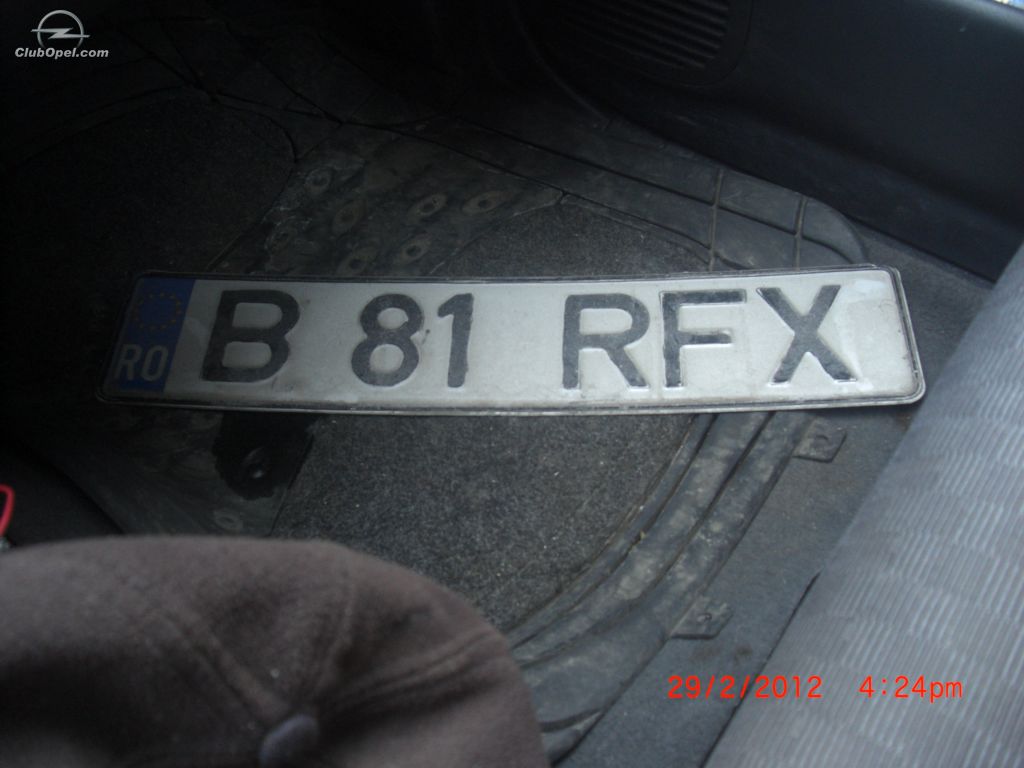 ClubOpel.com
RO B 81 RFX
29/2/2012 4:24pm